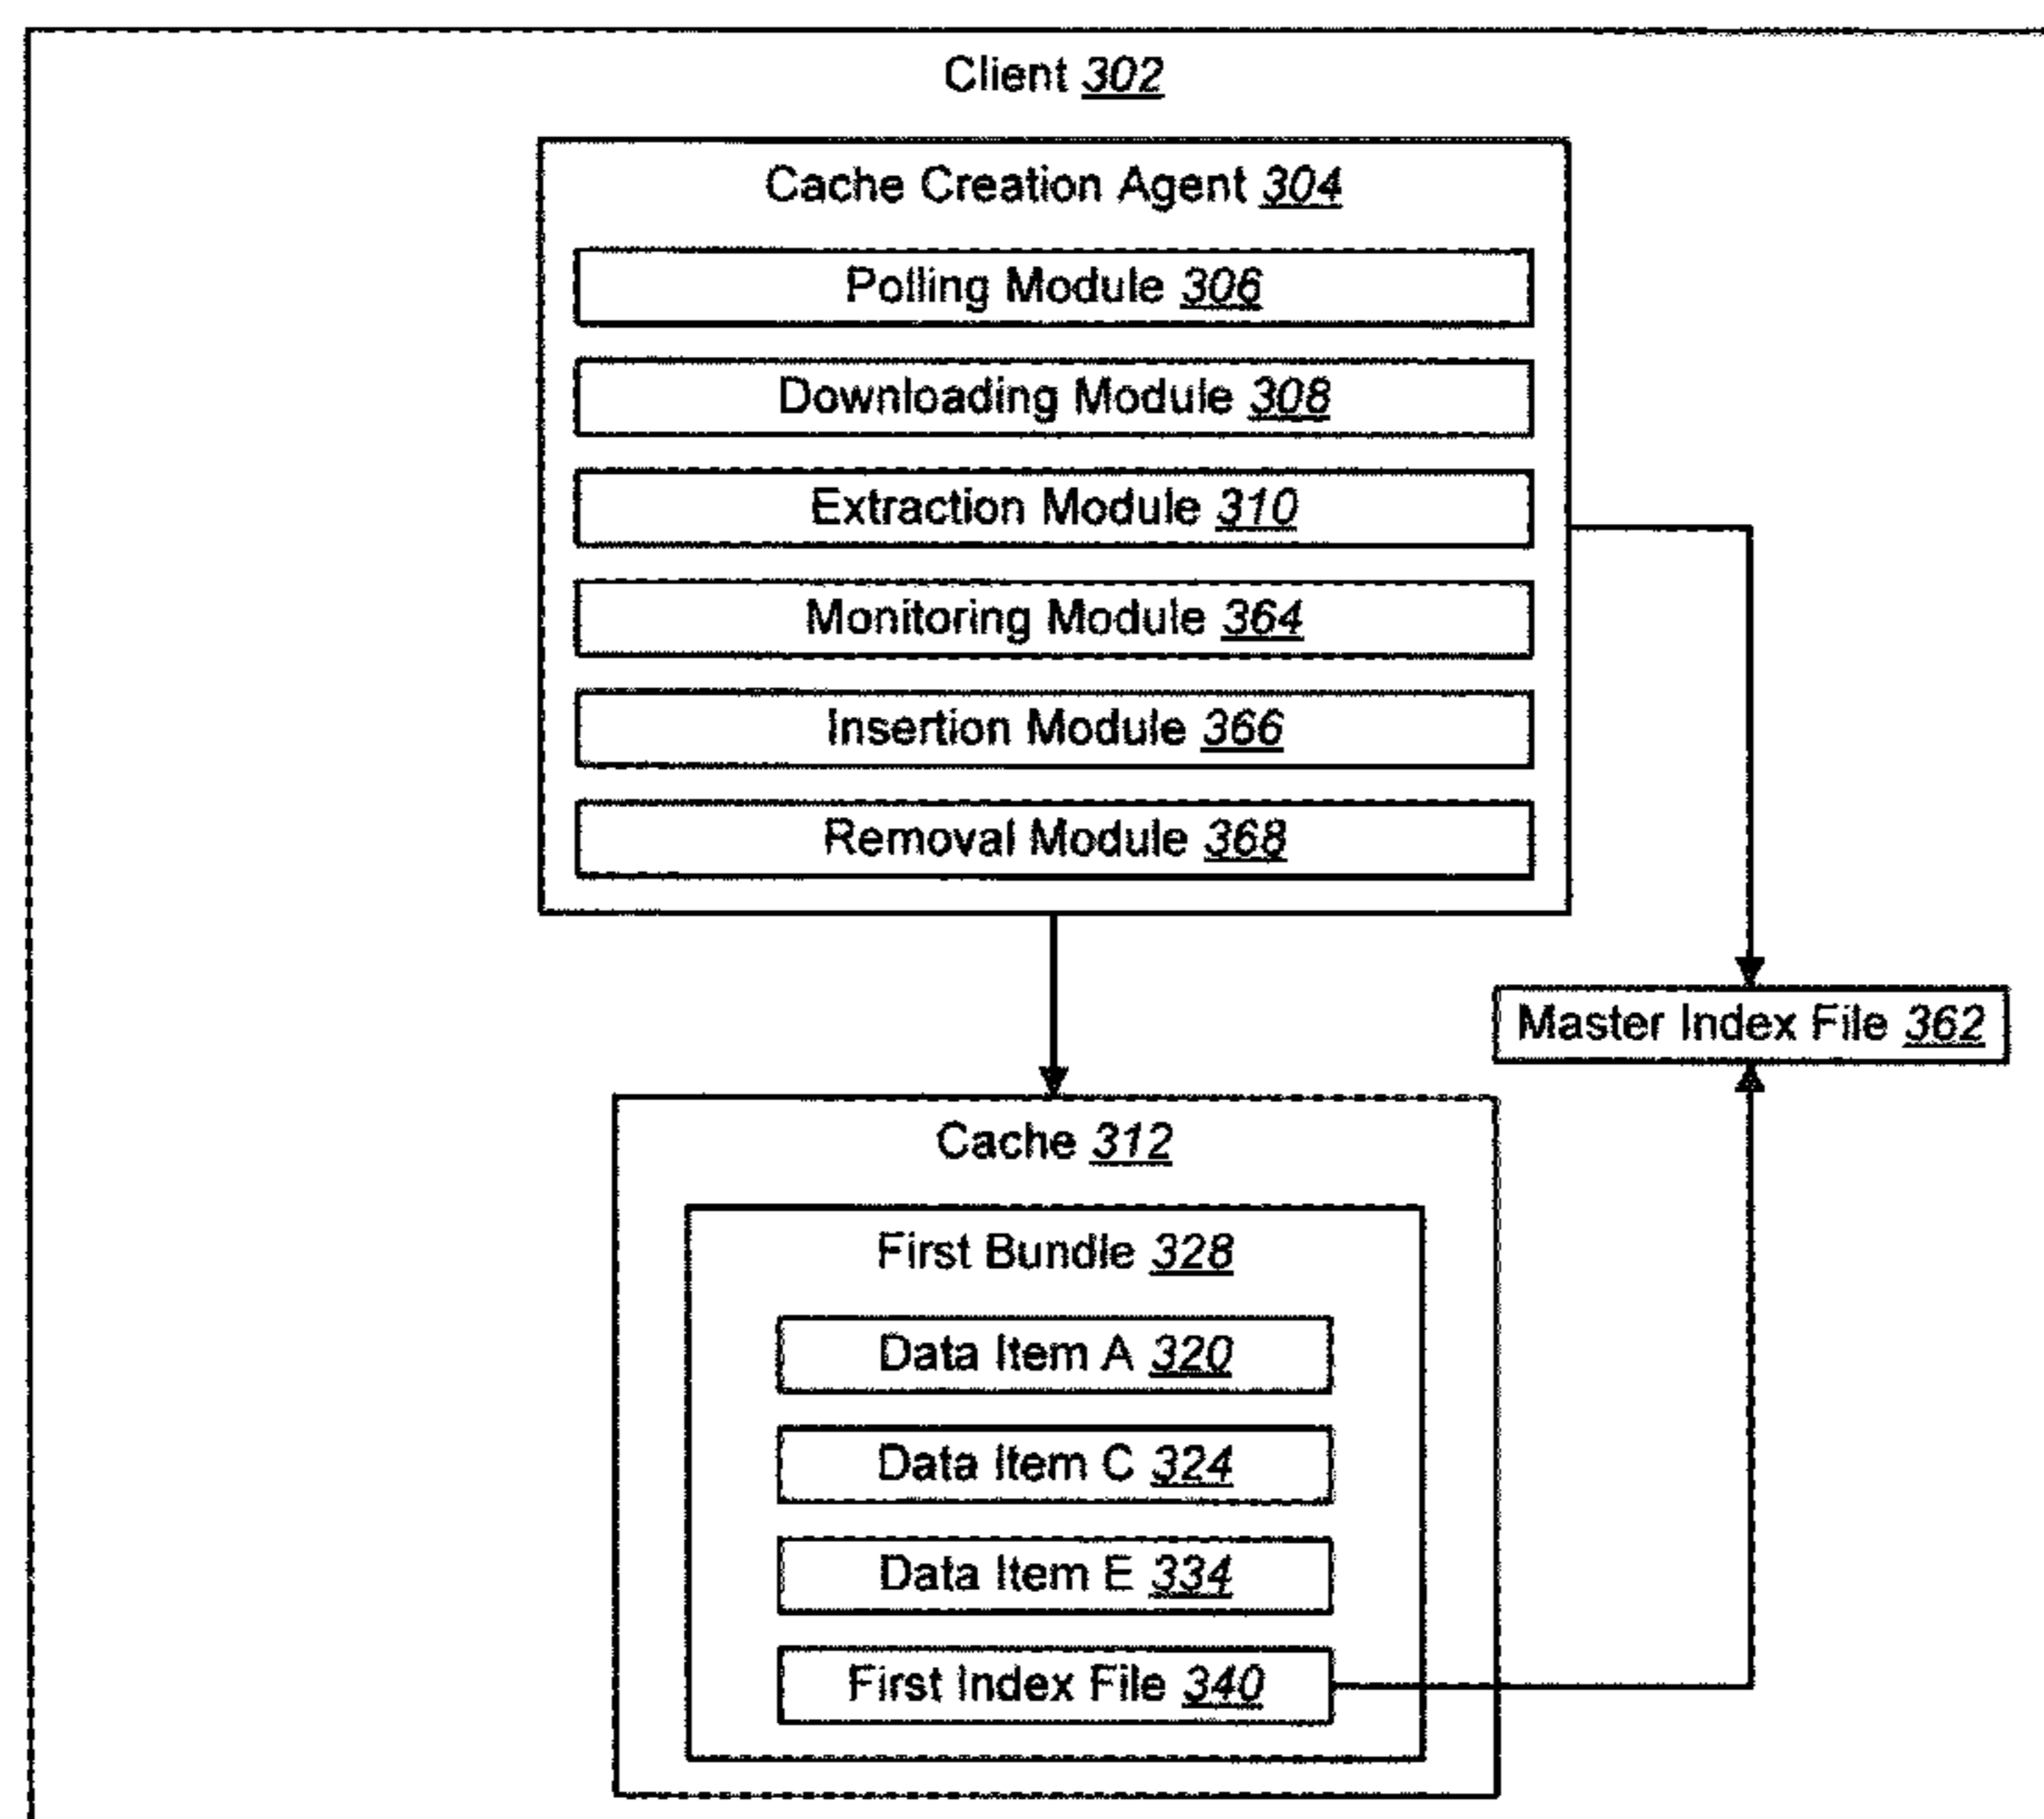 Client 302
Cache Creation Agent 304
Polling Module 306
Downloading Module 308
Extraction Module 310
Monitoring Module 364
Insertion Module 366
Removal Module 368
Master Index File 362
Cache 312
First Bundle 328
Data Item A 320
Data Item C 324
Data Item E 334
First Index File 340